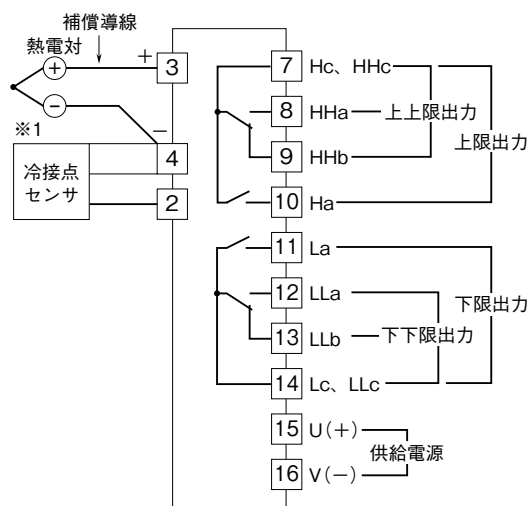 補償導線
熱電対
+
+
3
−
−
※1
4
冷接点
センサ
2
7 Hc、HHc
8 HHa 上上限出力
9 HHb
上限出力
10 Ha
11 La
12 LLa
下限出力
13 LLb 下下限出力
14 Lc、LLc
15 U(+)
供給電源
16 V(−)